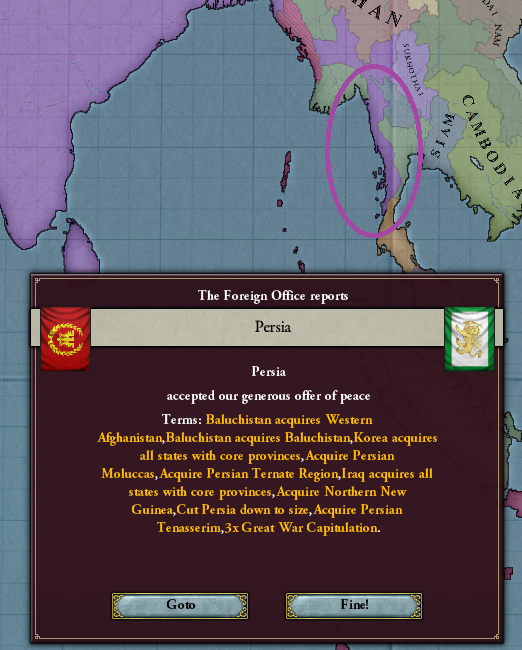 HAN
DAI NAM
SUKHOTHAI
SIAM
CAMBODIA
The Foreign Office reports
Persia
Persia
accepted our generous offer of peace
Terms: Baluchistan acquires Western
Afghanistan,Baluchistan acquires Baluchistan,Korea acquires
all states with core provinces,Acquire Persian
Moluccas,Acquire Persian Ternate Region,Iraq acquires all
states with core provinces,Acquire Northern New
Guinea,Cut Persia down to size,Acquire Persian
Tenasserim,3x Great War Capitulation.
Goto
Fine!